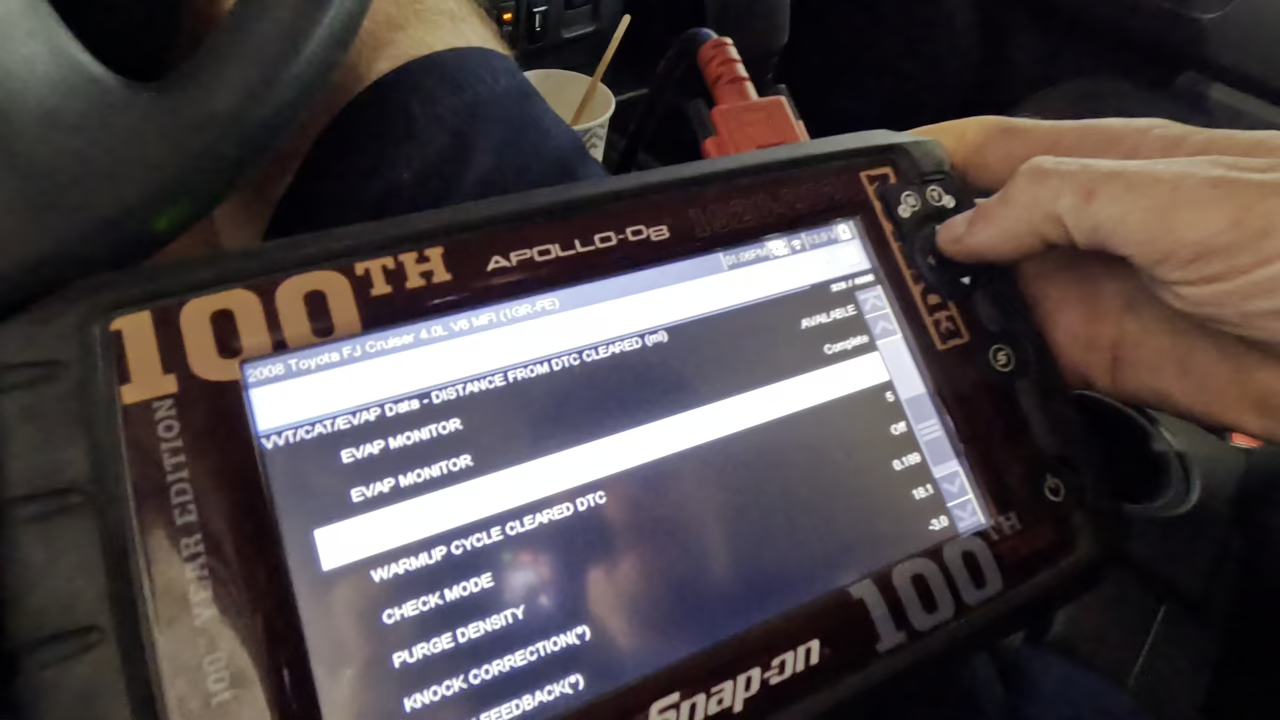 100TH
APOLLO-D8
100 YEAR EDITION
01:06PM
2008 Toyota FJ Cruiser 4.0L V6 MFI (1GR-FE)
VVT/CAT/EVAP Data - DISTANCE FROM DTC CLEARED (mi)
EVAP MONITOR AVAILABLE
EVAP MONITOR Complete
WARMUP CYCLE CLEARED DTC 5
CHECK MODE Off
PURGE DENSITY 0.189
KNOCK CORRECTION(°) 18.1
FEEDBACK(°) -3.0
N Y
S
Snap-on
100TH